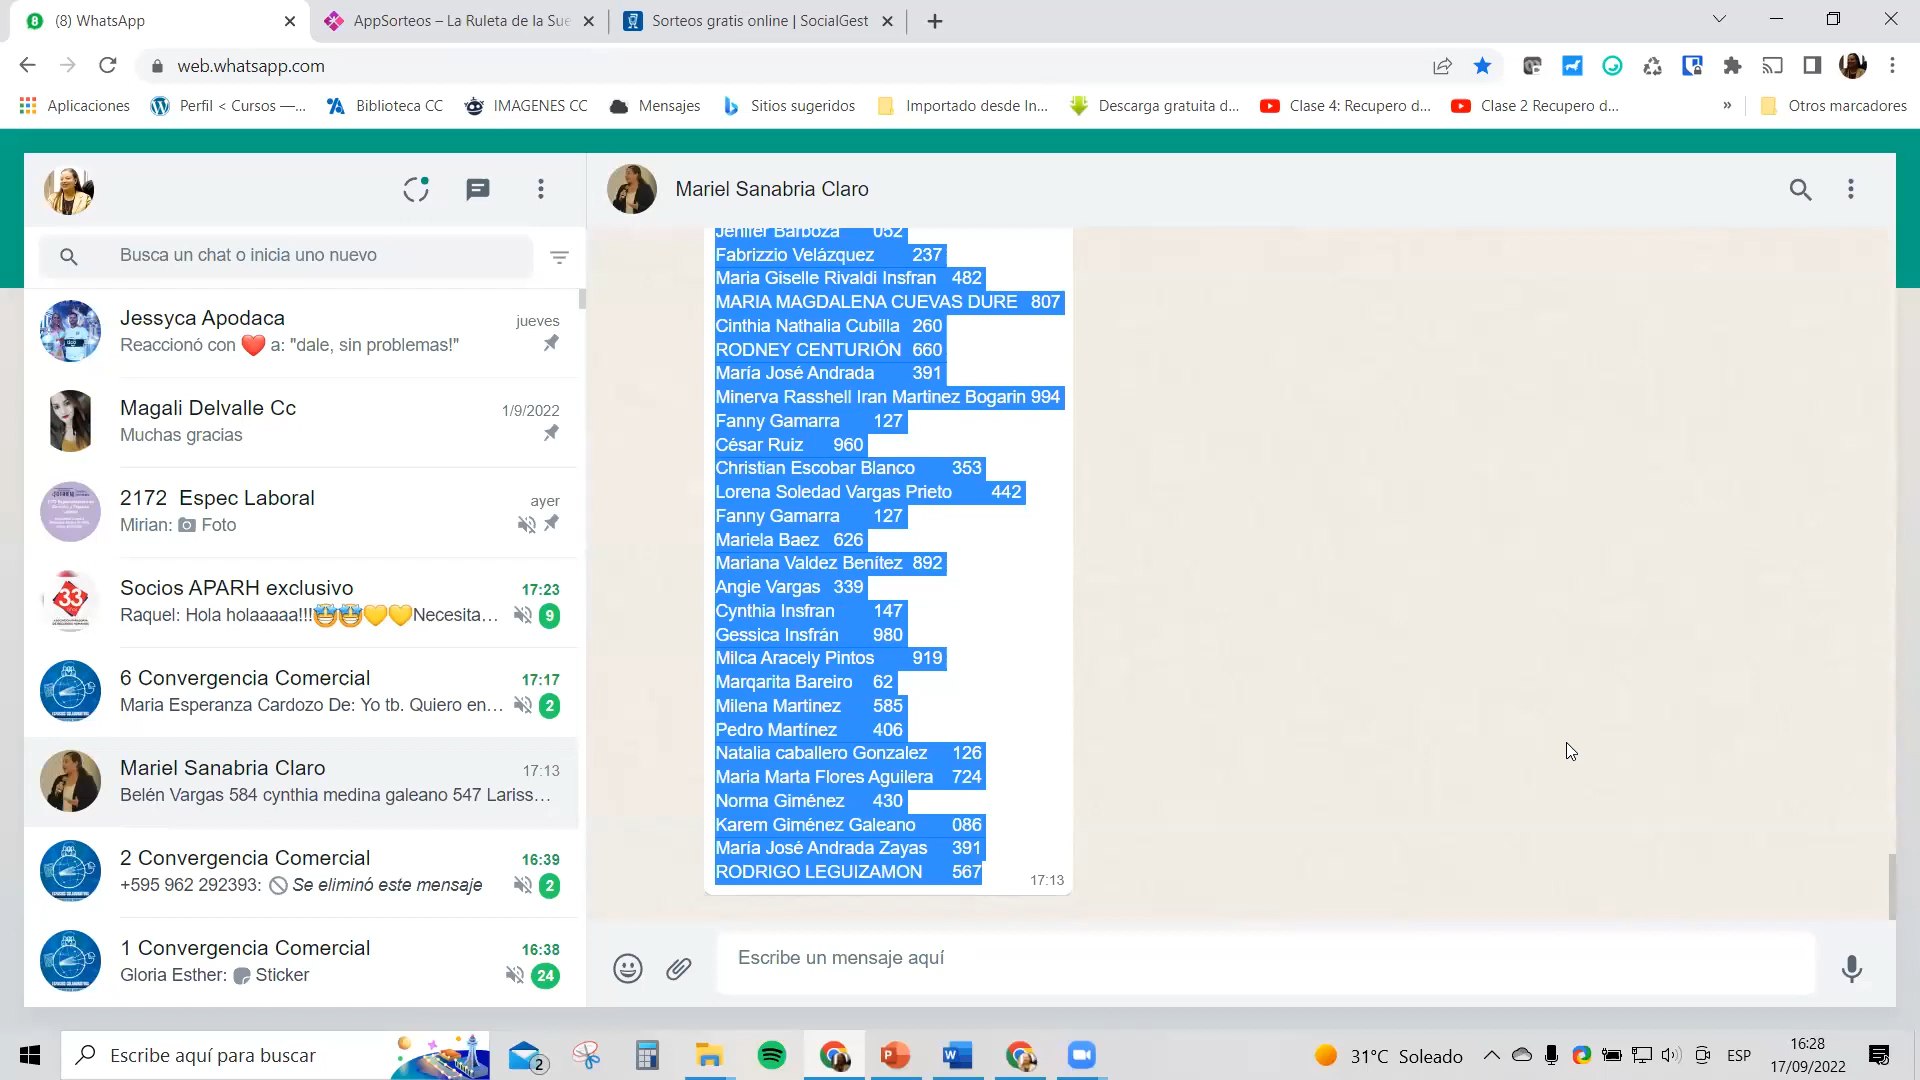 (8) WhatsApp
AppSorteos – La Ruleta de la Sue
Sorteos gratis online | SocialGest
web.whatsapp.com
Aplicaciones
Perfil < Cursos —...
Biblioteca CC
IMAGENES CC
Mensajes
Sitios sugeridos
Importado desde In...
Descarga gratuita d...
Clase 4: Recupero d...
Clase 2 Recupero d...
»
Otros marcadores
Busca un chat o inicia uno nuevo
Jessyca Apodaca
jueves
Reaccionó con ❤️ a: "dale, sin problemas!"
Magali Delvalle Cc
1/9/2022
Muchas gracias
2172 Espec Laboral
ayer
Mirian: 📷 Foto
33
Socios APARH exclusivo
17:23
Raquel: Hola holaaaaa!!!🤩🤩💛💛Necesita...
9
6 Convergencia Comercial
17:17
Maria Esperanza Cardozo De: Yo tb. Quiero en...
2
Mariel Sanabria Claro
17:13
Belén Vargas 584 cynthia medina galeano 547 Lariss...
2 Convergencia Comercial
16:39
+595 962 292393: 🚫 Se eliminó este mensaje
2
1 Convergencia Comercial
16:38
Gloria Esther: Sticker
24
Mariel Sanabria Claro
Jenifer Barboza 052
Fabrizzio Velázquez 237
Maria Giselle Rivaldi Insfran 482
MARIA MAGDALENA CUEVAS DURE 807
Cinthia Nathalia Cubilla 260
RODNEY CENTURIÓN 660
María José Andrada 391
Minerva Rasshell Iran Martinez Bogarin 994
Fanny Gamarra 127
César Ruiz 960
Christian Escobar Blanco 353
Lorena Soledad Vargas Prieto 442
Fanny Gamarra 127
Mariela Baez 626
Mariana Valdez Benítez 892
Angie Vargas 339
Cynthia Insfran 147
Gessica Insfrán 980
Milca Aracely Pintos 919
Marqarita Bareiro 62
Milena Martinez 585
Pedro Martínez 406
Natalia caballero Gonzalez 126
Maria Marta Flores Aguilera 724
Norma Giménez 430
Karem Giménez Galeano 086
María José Andrada Zayas 391
RODRIGO LEGUIZAMON 567
17:13
Escribe un mensaje aquí
Escribe aquí para buscar
2
31°C Soleado
ESP
16:28
17/09/2022